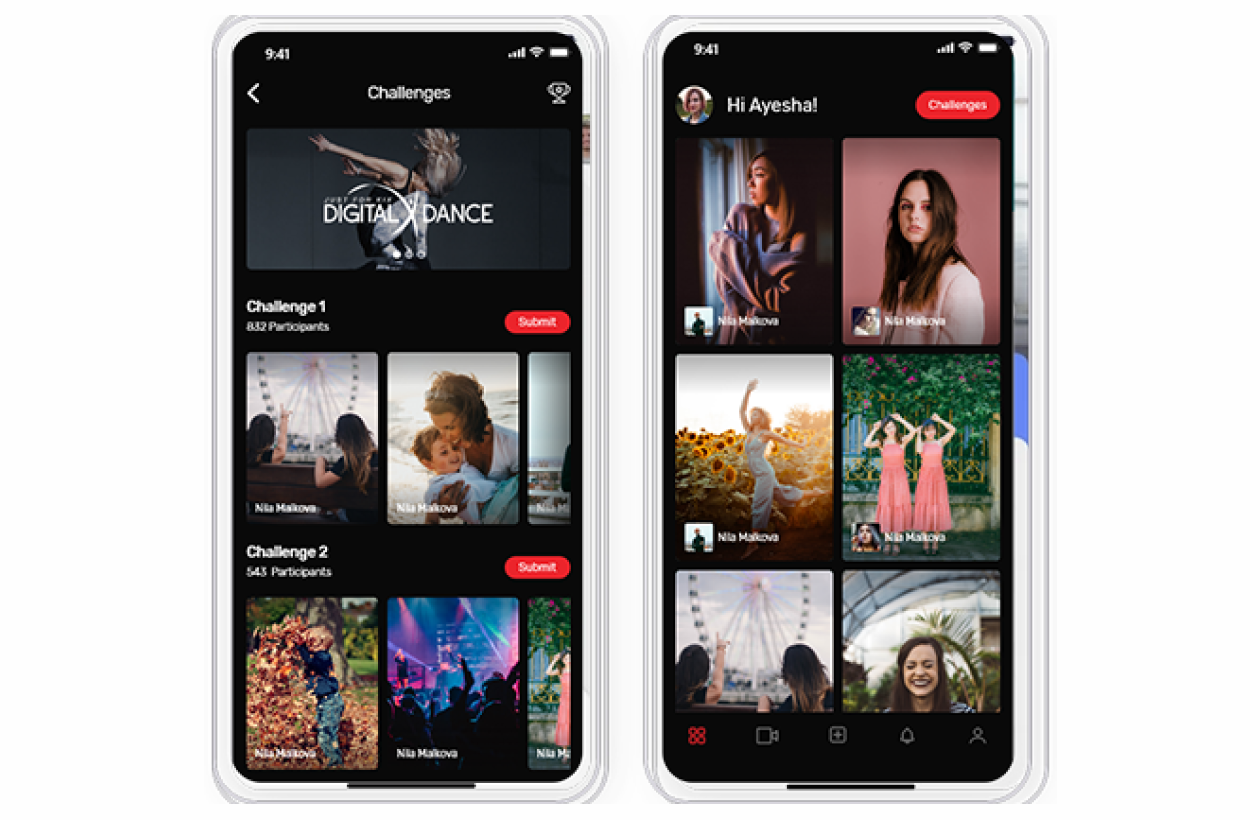 9:41
Challenges
JUST FOR KIX
DIGITAL DANCE
Challenge 1
832 Participants
Submit
Nila Malkova
Nila Malkova
Nila M
Challenge 2
543 Participants
Submit
Nila Malkova
Nila Malkova
Nila M
9:41
Hi Ayesha!
Challenges
Nila Malkova
Nila Malkova
Nila Malkova
Nila Malkova